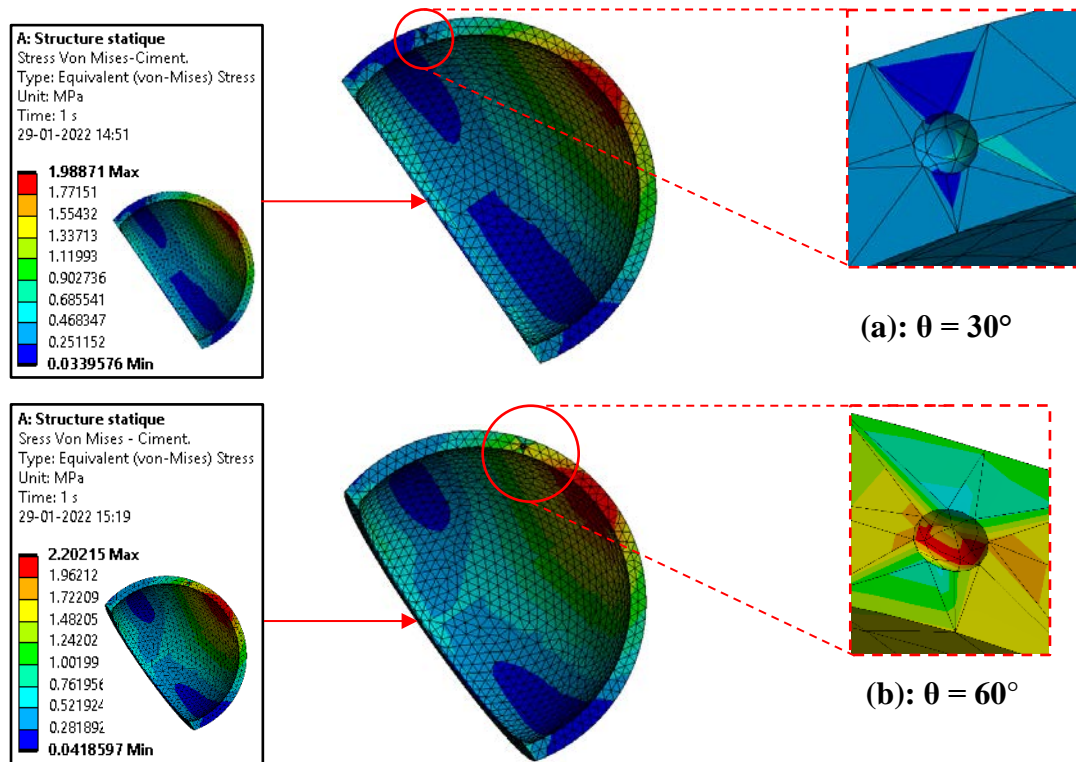 A: Structure statique
Stress Von Mises-Ciment.
Type: Equivalent (von-Mises) Stress
Unit: MPa
Time: 1 s
29-01-2022 14:51
1.98871 Max
1.77151
1.55432
1.33713
1.11993
0.902736
0.685541
0.468347
0.251152
0.0339576 Min
(a): θ = 30°
A: Structure statique
Sress Von Mises - Ciment.
Type: Equivalent (von-Mises) Stress
Unit: MPa
Time: 1 s
29-01-2022 15:19
2.20215 Max
1.96212
1.72209
1.48205
1.24202
1.00199
0.761956
0.521924
0.281892
0.0418597 Min
(b): θ = 60°